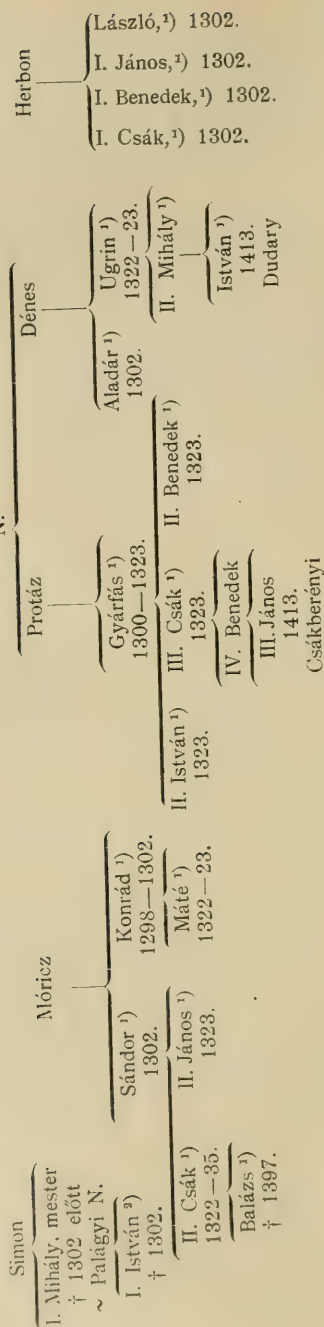 N.
Simon
I. Mihály, mester
† 1302 előtt
~ Palágyi N.
I. István ²)
† 1302.
Móricz
Sándor ¹)
1302.
Konrád ¹)
1298—1302.
II. Csák ¹)
1322—35.
II. János ¹)
1323.
Máté ¹)
1322—23.
Balázs ¹)
† 1397.
Protáz
Gyárfás ¹)
1300—1323.
II. István ¹)
1323.
III. Csák ¹)
1323.
II. Benedek ¹)
1323.
IV. Benedek
III. János
1413.
Csákberényi
Dénes
Aladár ¹)
1302.
Ugrin ¹)
1322—23.
II. Mihály ¹)
István ¹)
1413.
Dudary
Herbon
László,¹) 1302.
I. János,¹) 1302.
I. Benedek,¹) 1302.
I. Csák,¹) 1302.